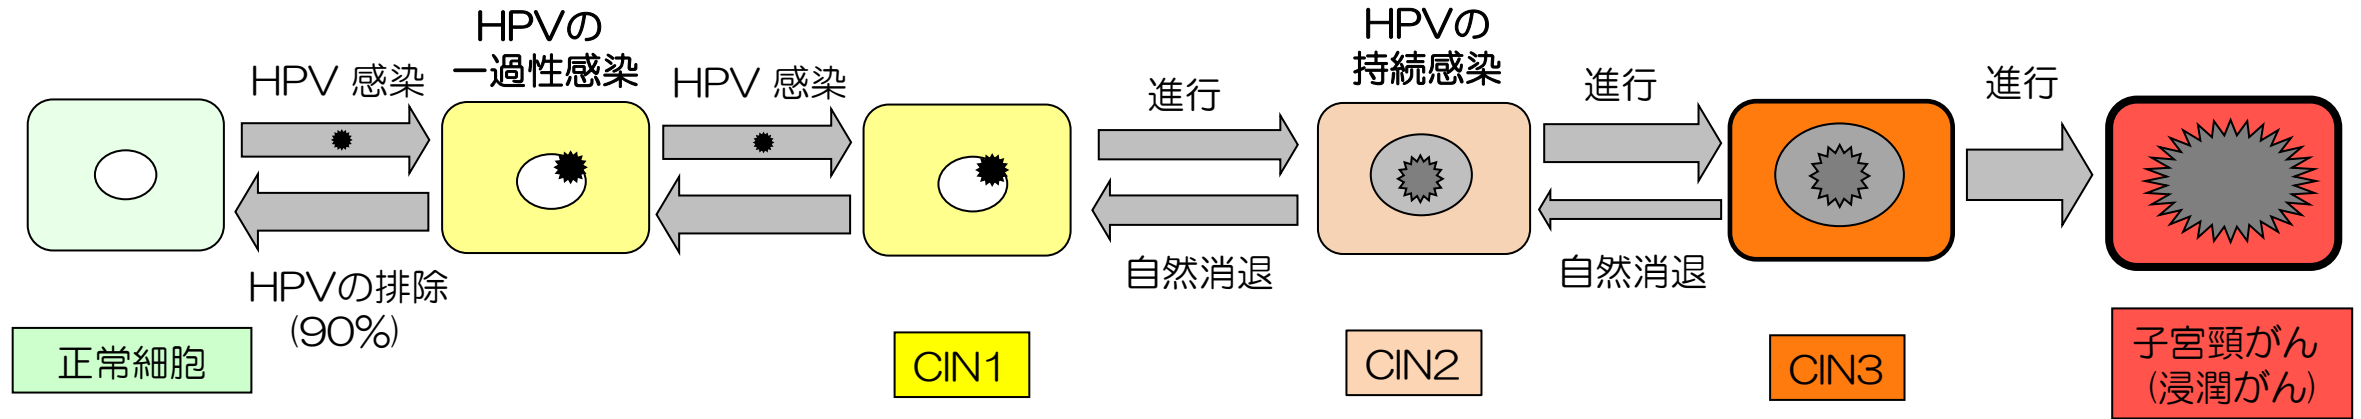 HPVの
一過性感染
HPVの
持続感染
HPV 感染
HPV 感染
進行
進行
進行
HPVの排除
(90%)
自然消退
自然消退
正常細胞
CIN1
CIN2
CIN3
子宮頸がん
(浸潤がん)